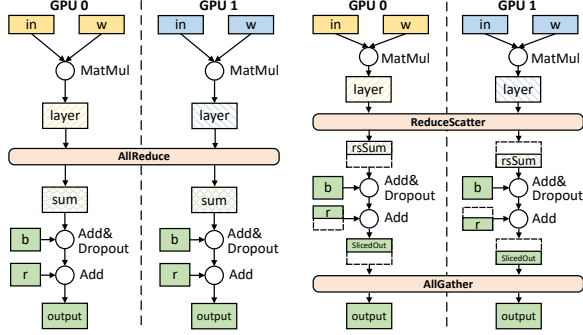 GPU 0
GPU 1
in
w
in
w
MatMul
MatMul
layer
layer
AllReduce
sum
sum
b
Add&
Dropout
b
Add&
Dropout
r
Add
r
Add
output
output
GPU 0
GPU 1
in
w
in
w
MatMul
MatMul
layer
layer
ReduceScatter
rsSum
rsSum
b
Add&
Dropout
b
Add&
Dropout
r
Add
r
Add
SlicedOut
SlicedOut
AllGather
output
output